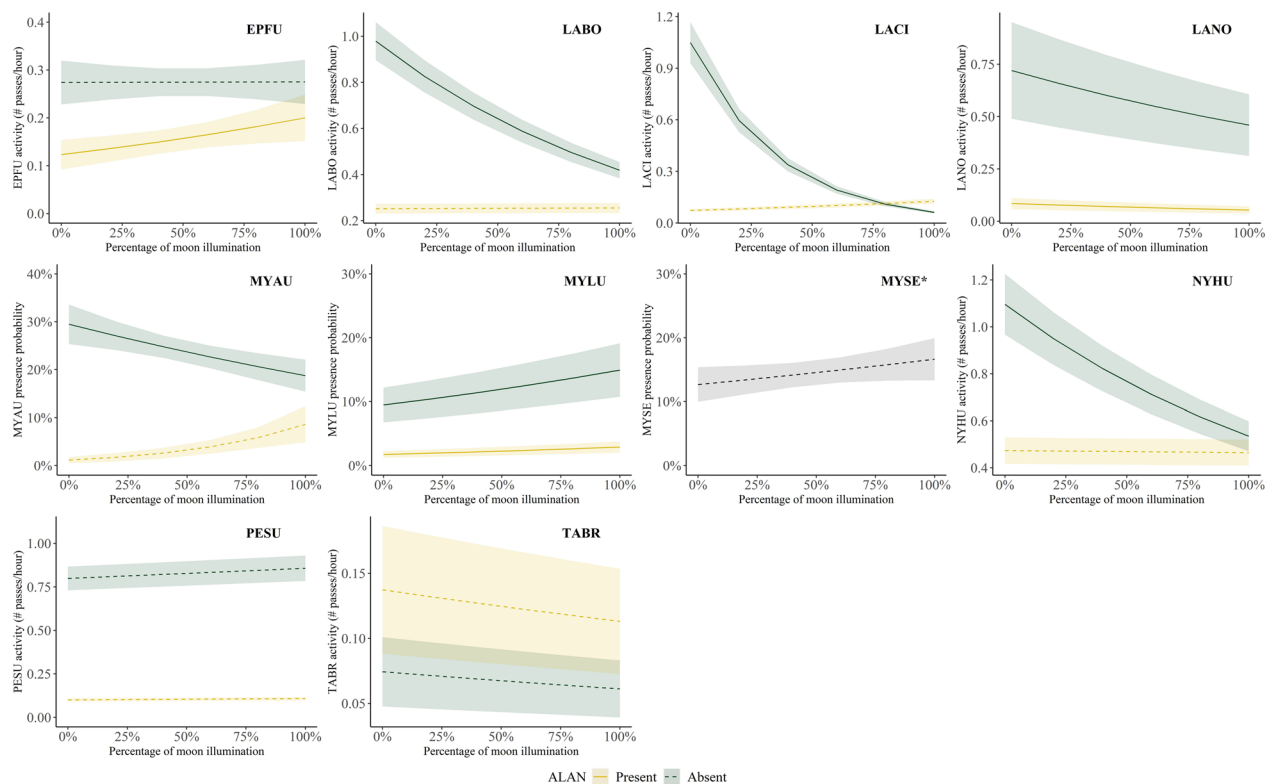 EPFU
EPFU activity (# passes/hour)
0.4
0.3
0.2
0.1
0.0
0% 25% 50% 75% 100%
Percentage of moon illumination
LABO
LABO activity (# passes/hour)
1.0
0.8
0.6
0.4
0.2
0% 25% 50% 75% 100%
Percentage of moon illumination
LACI
LACI activity (# passes/hour)
1.2
0.9
0.6
0.3
0.0
0% 25% 50% 75% 100%
Percentage of moon illumination
LANO
LANO activity (# passes/hour)
0.75
0.50
0.25
0.00
0% 25% 50% 75% 100%
Percentage of moon illumination
MYAU
MYAU presence probability
40%
30%
20%
10%
0%
0% 25% 50% 75% 100%
Percentage of moon illumination
MYLU
MYLU presence probability
30%
20%
10%
0%
0% 25% 50% 75% 100%
Percentage of moon illumination
MYSE*
MYSE presence probability
30%
20%
10%
0%
0% 25% 50% 75% 100%
Percentage of moon illumination
NYHU
NYHU activity (# passes/hour)
1.2
1.0
0.8
0.6
0.4
0% 25% 50% 75% 100%
Percentage of moon illumination
PESU
PESU activity (# passes/hour)
1.00
0.75
0.50
0.25
0.00
0% 25% 50% 75% 100%
Percentage of moon illumination
TABR
TABR activity (# passes/hour)
0.15
0.10
0.05
0% 25% 50% 75% 100%
Percentage of moon illumination
ALAN Present Absent